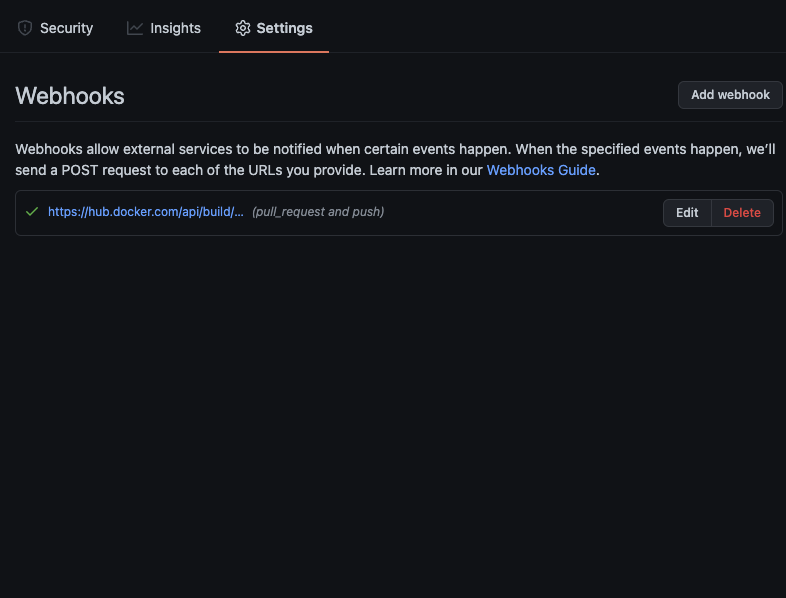 Security Insights Settings
Webhooks Add webhook
Webhooks allow external services to be notified when certain events happen. When the specified events happen, we’ll
send a POST request to each of the URLs you provide. Learn more in our Webhooks Guide.
https://hub.docker.com/api/build/... (pull_request and push) Edit Delete